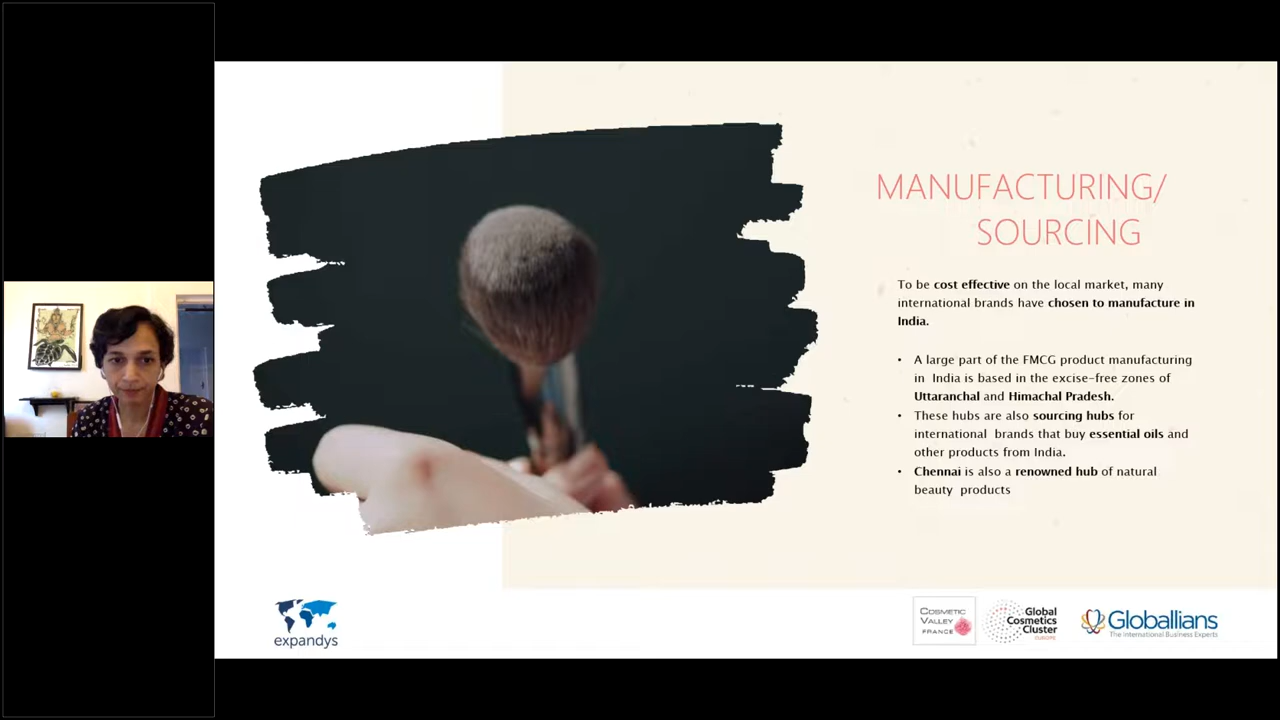 MANUFACTURING/
SOURCING
To be cost effective on the local market, many
international brands have chosen to manufacture in
India.
• A large part of the FMCG product manufacturing
in India is based in the excise-free zones of
Uttaranchal and Himachal Pradesh.
• These hubs are also sourcing hubs for
international brands that buy essential oils and
other products from India.
• Chennai is also a renowned hub of natural
beauty products
expandys
COSMETIC
VALLEY
FRANCE
Global
Cosmetics
Cluster
EUROPE
Globallians
The International Business Experts